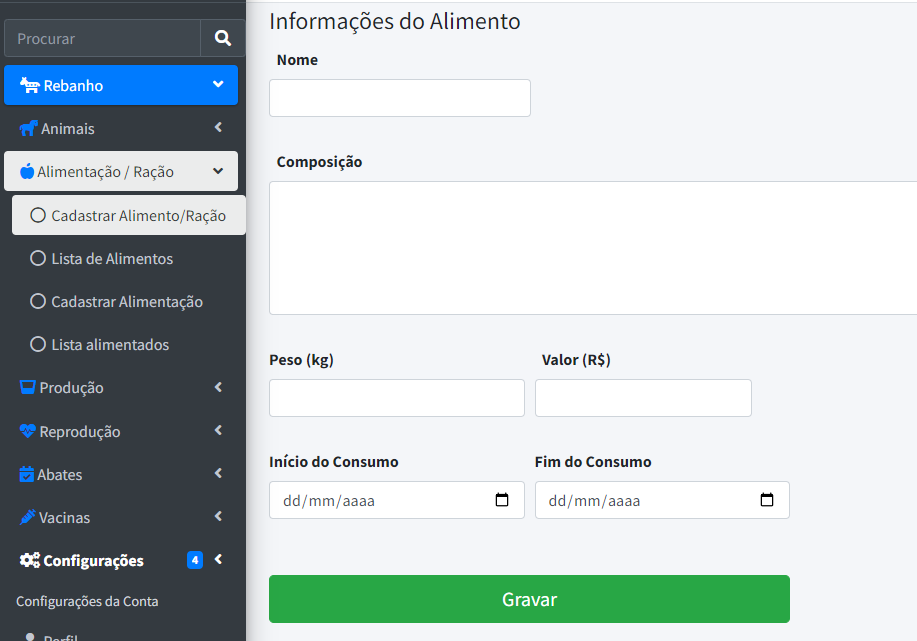 Procurar
Rebanho
Animais
Alimentação / Ração
Cadastrar Alimento/Ração
Lista de Alimentos
Cadastrar Alimentação
Lista alimentados
Produção
Reprodução
Abates
Vacinas
Configurações 4
Configurações da Conta
Perfil
Informações do Alimento
Nome
Composição
Peso (kg) Valor (R$)
Início do Consumo Fim do Consumo
dd/mm/aaaa dd/mm/aaaa
Gravar